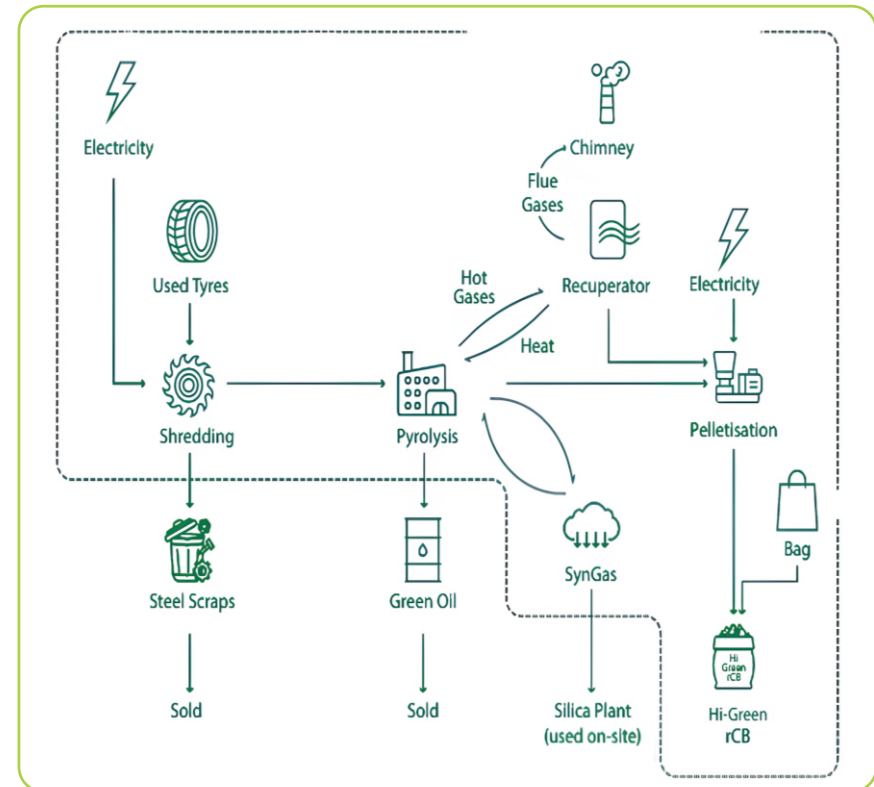 Electricity
Chimney
Flue
Gases
Used Tyres
Hot
Gases
Recuperator
Electricity
Heat
Shredding
Pyrolysis
Pelletisation
Steel Scraps
Green Oil
SynGas
Bag
Hi
Green
rCB
Sold
Sold
Silica Plant
(used on-site)
Hi-Green
rCB